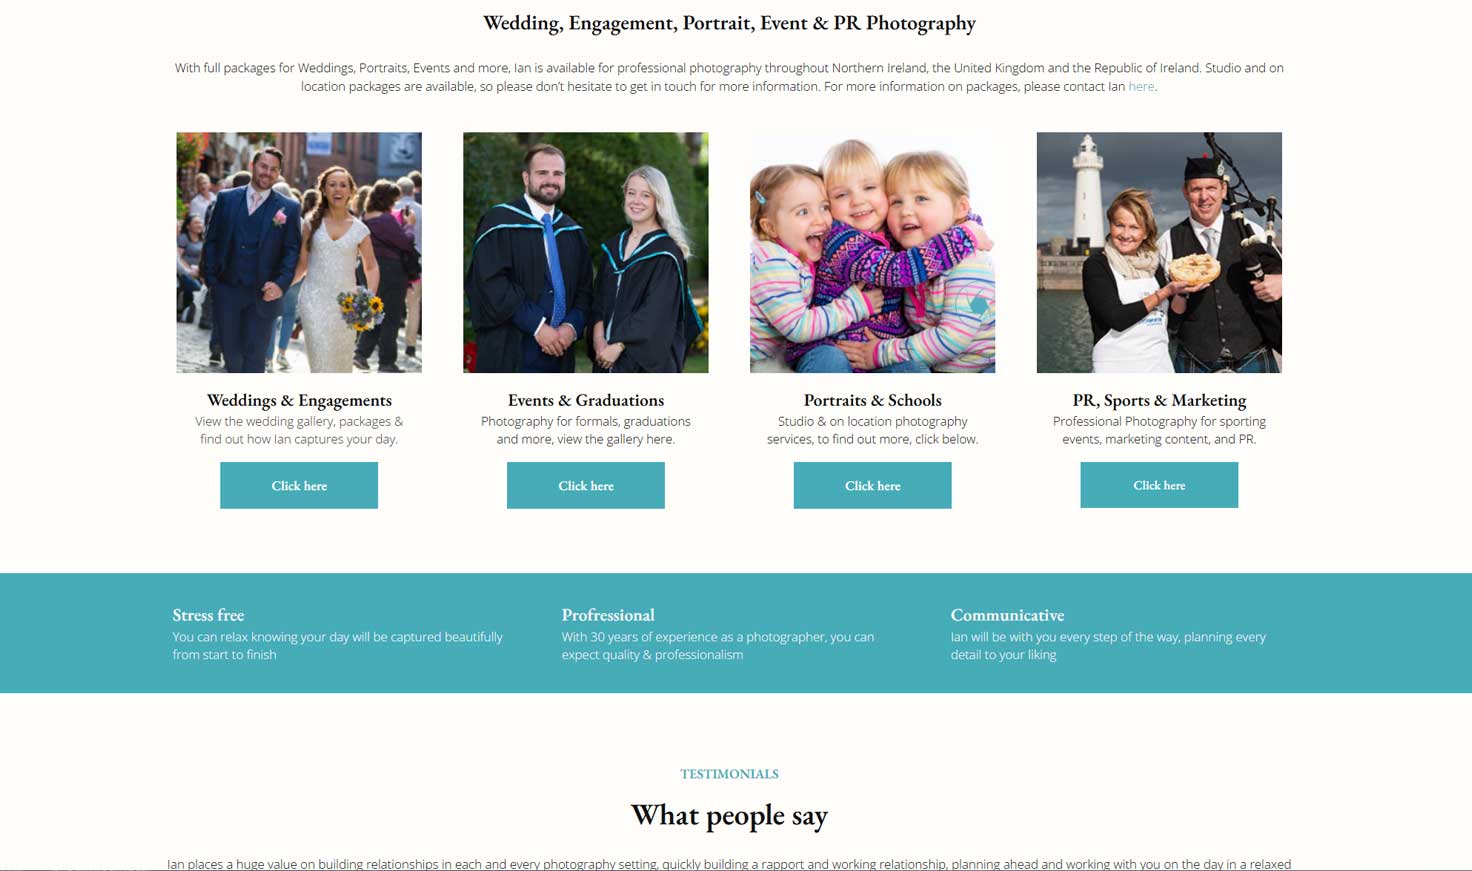 Wedding, Engagement, Portrait, Event & PR Photography
With full packages for Weddings, Portraits, Events and more, Ian is available for professional photography throughout Northern Ireland, the United Kingdom and the Republic of Ireland. Studio and on
location packages are available, so please don't hesitate to get in touch for more information. For more information on packages, please contact Ian here.
Weddings & Engagements
View the wedding gallery, packages &
find out how Ian captures your day.
Click here
Events & Graduations
Photography for formals, graduations
and more, view the gallery here.
Click here
Portraits & Schools
Studio & on location photography
services, to find out more, click below.
Click here
PR, Sports & Marketing
Professional Photography for sporting
events, marketing content, and PR.
Click here
Stress free
You can relax knowing your day will be captured beautifully
from start to finish
Profressional
With 30 years of experience as a photographer, you can
expect quality & professionalism
Communicative
Ian will be with you every step of the way, planning every
detail to your liking
TESTIMONIALS
What people say
Ian places a huge value on building relationships in each and every photography setting, quickly building a rapport and working relationship, planning ahead and working with you on the day in a relaxed